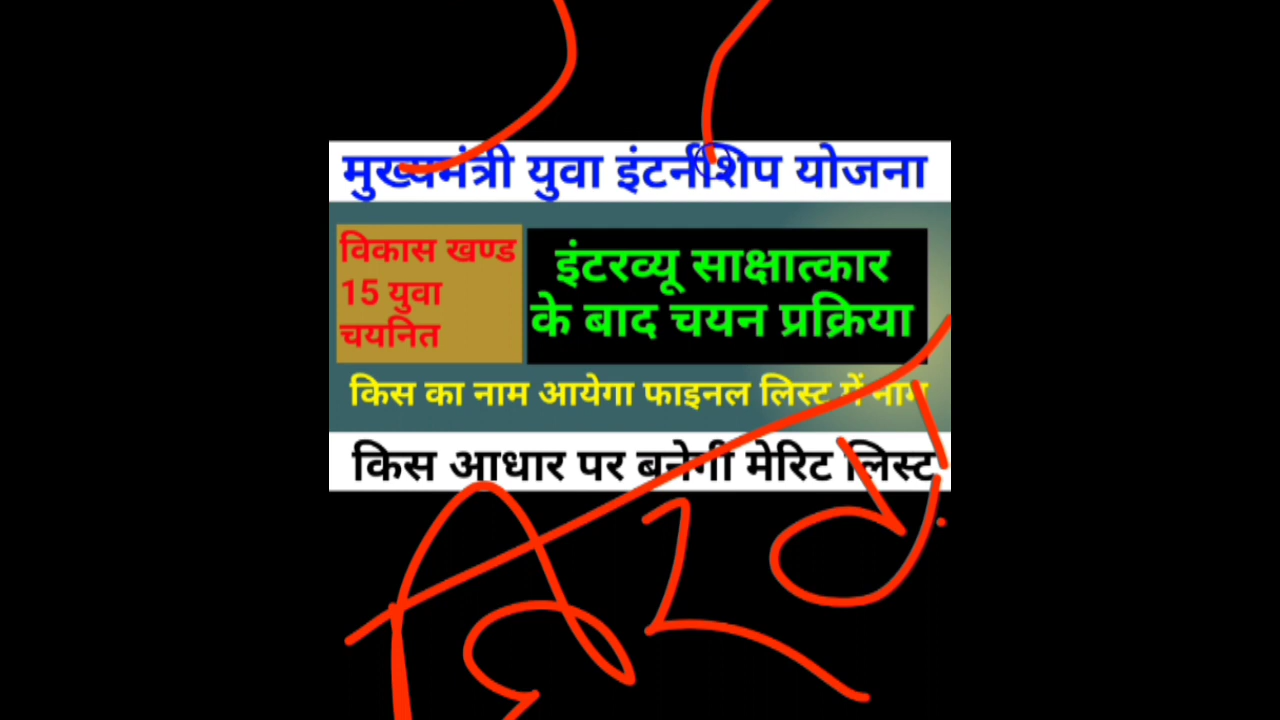 मुख्यमंत्री युवा इंटर्नशिप योजना
विकास खण्ड
15 युवा
चयनित
इंटरव्यू साक्षात्कार
के बाद चयन प्रक्रिया
किस का नाम आयेगा फाइनल लिस्ट में नाम
किस आधार पर बनेगी मेरिट लिस्ट